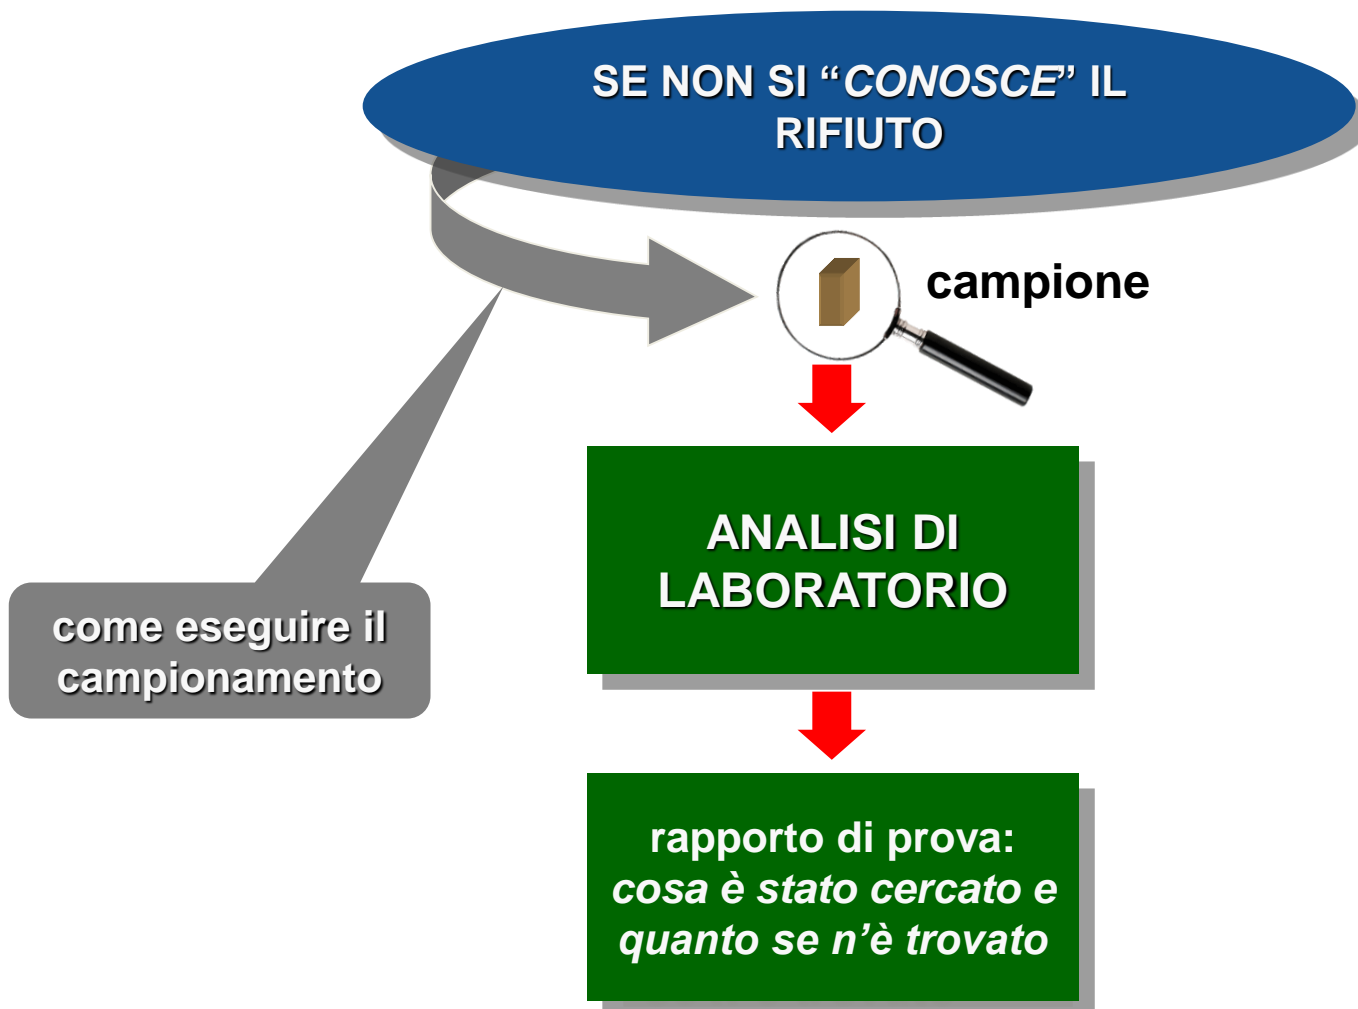 SE NON SI “CONOSCE” IL
RIFIUTO
campione
ANALISI DI
LABORATORIO
come eseguire il
campionamento
rapporto di prova:
cosa è stato cercato e
quanto se n’è trovato